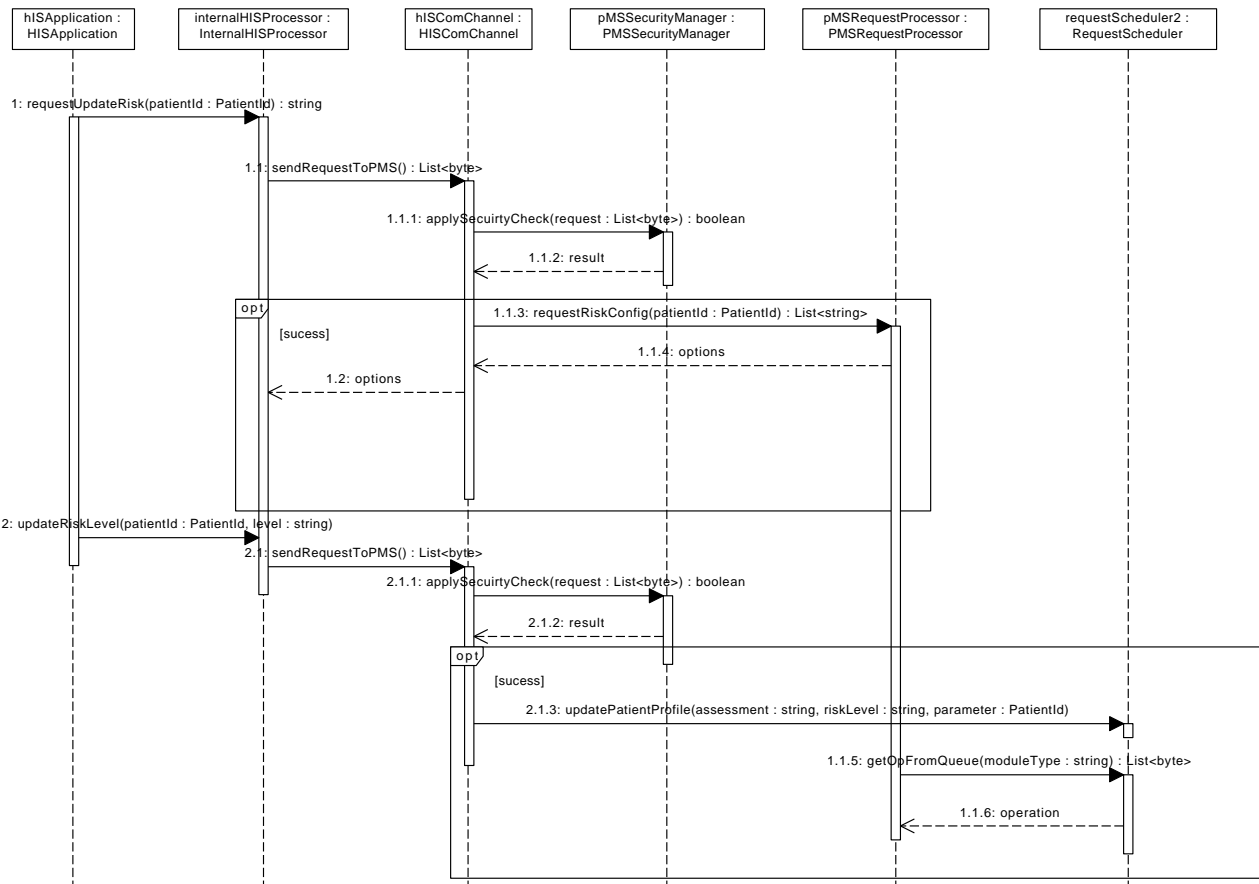 hISApplication :
HISApplication
internalHISProcessor :
InternalHISProcessor
hISComChannel :
HISComChannel
pMSSecurityManager :
PMSSecurityManager
pMSRequestProcessor :
PMSRequestProcessor
requestScheduler2 :
RequestScheduler
1: requestUpdateRisk(patientId : PatientId) : string
1.1: sendRequestToPMS() : List<byte>
1.1.1: applySecuirtyCheck(request : List<byte>) : boolean
1.1.2: result
opt
1.1.3: requestRiskConfig(patientId : PatientId) : List<string>
[sucess]
1.1.4: options
1.2: options
2: updateRiskLevel(patientId : PatientId, level : string)
2.1: sendRequestToPMS() : List<byte>
2.1.1: applySecuirtyCheck(request : List<byte>) : boolean
2.1.2: result
opt
[sucess]
2.1.3: updatePatientProfile(assessment : string, riskLevel : string, parameter : PatientId)
1.1.5: getOpFromQueue(moduleType : string) : List<byte>
1.1.6: operation